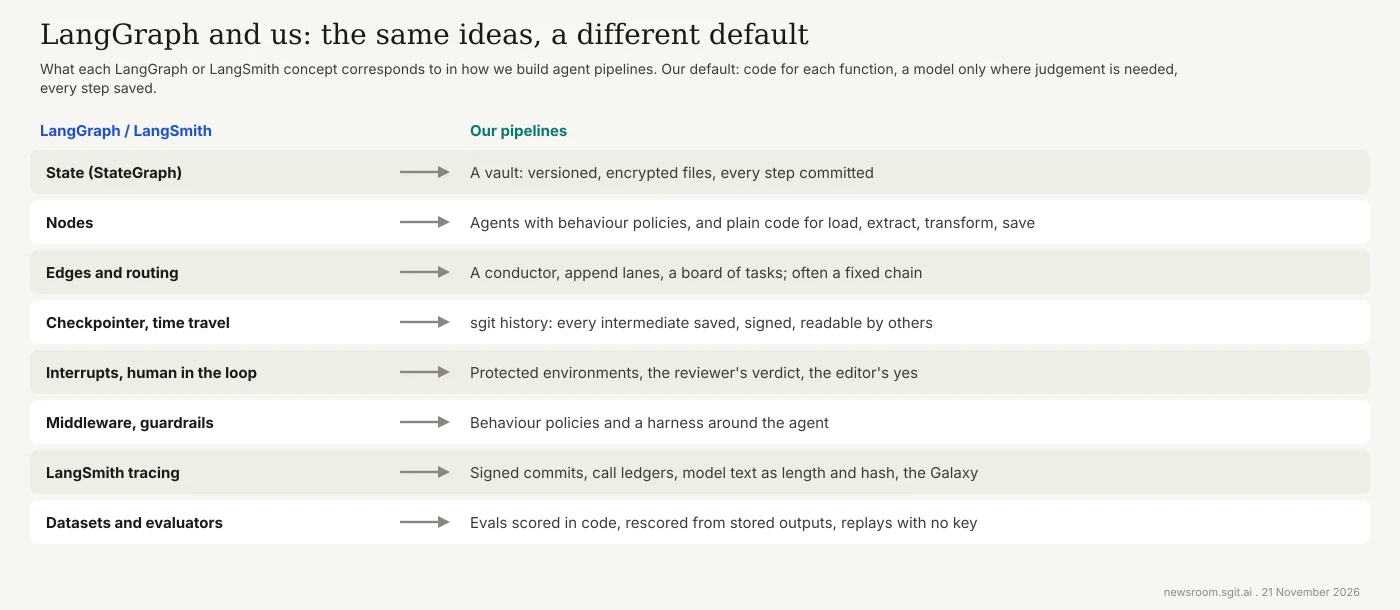 LangGraph and us: the same ideas, a different default
What each LangGraph or LangSmith concept corresponds to in how we build agent pipelines. Our default: code for each function, a model only where judgement is needed,
every step saved.
LangGraph / LangSmith
Our pipelines
State (StateGraph)
A vault: versioned, encrypted files, every step committed
Nodes
Agents with behaviour policies, and plain code for load, extract, transform, save
Edges and routing
A conductor, append lanes, a board of tasks; often a fixed chain
Checkpointer, time travel
sgit history: every intermediate saved, signed, readable by others
Interrupts, human in the loop
Protected environments, the reviewer's verdict, the editor's yes
Middleware, guardrails
Behaviour policies and a harness around the agent
LangSmith tracing
Signed commits, call ledgers, model text as length and hash, the Galaxy
Datasets and evaluators
Evals scored in code, rescored from stored outputs, replays with no key
newsroom.sgit.ai . 21 November 2026